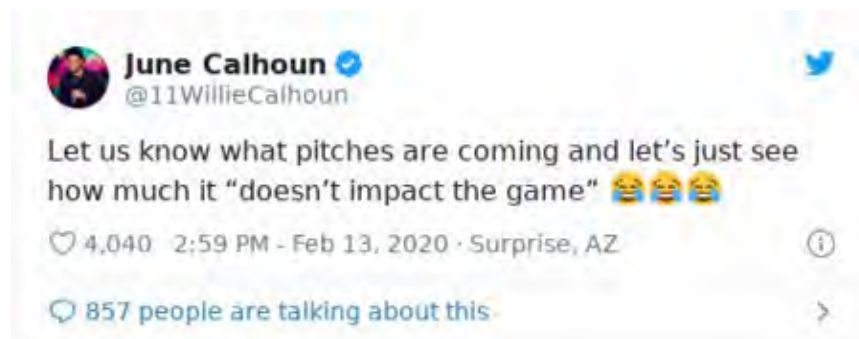 June Calhoun
@11WillieCalhoun
Let us know what pitches are coming and let’s just see
how much it “doesn’t impact the game” 😂😂😂
4,040 2:59 PM - Feb 13, 2020 · Surprise, AZ
857 people are talking about this